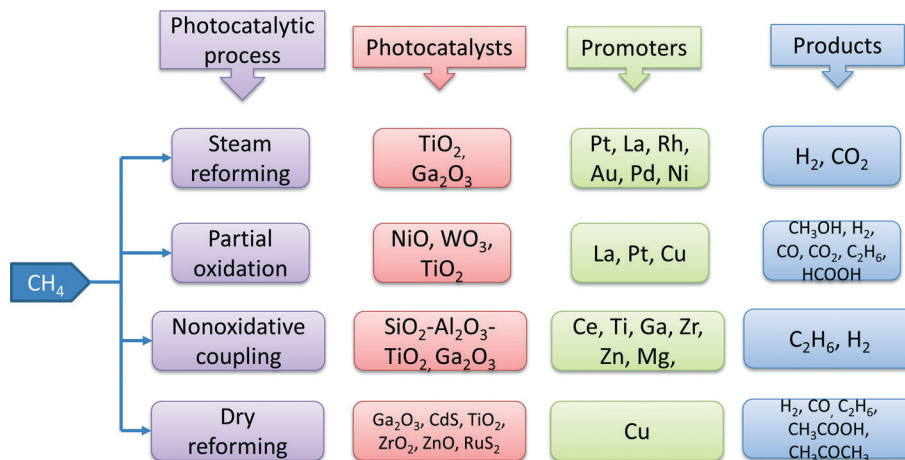 Photocatalytic
process
Photocatalysts
Promoters
Products
Steam
reforming
TiO₂,
Ga₂O₃
Pt, La, Rh,
Au, Pd, Ni
H₂, CO₂
Partial
oxidation
NiO, WO₃,
TiO₂
La, Pt, Cu
CH₃OH, H₂,
CO, CO₂, C₂H₆,
HCOOH
CH₄
Nonoxidative
coupling
SiO₂-Al₂O₃-
TiO₂, Ga₂O₃
Ce, Ti, Ga, Zr,
Zn, Mg,
C₂H₆, H₂
Dry
reforming
Ga₂O₃, CdS, TiO₂,
ZrO₂, ZnO, RuS₂
Cu
H₂, CO, C₂H₆,
CH₃COOH,
CH₃COCH₃